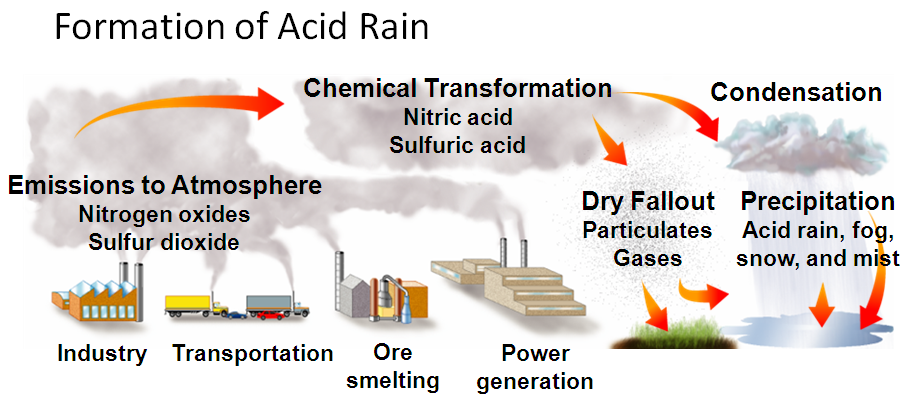 Formation of Acid Rain
Chemical Transformation
Nitric acid
Sulfuric acid
Condensation
Emissions to Atmosphere
Nitrogen oxides
Sulfur dioxide
Dry Fallout
Particulates
Gases
Precipitation
Acid rain, fog,
snow, and mist
Industry
Transportation
Ore
smelting
Power
generation